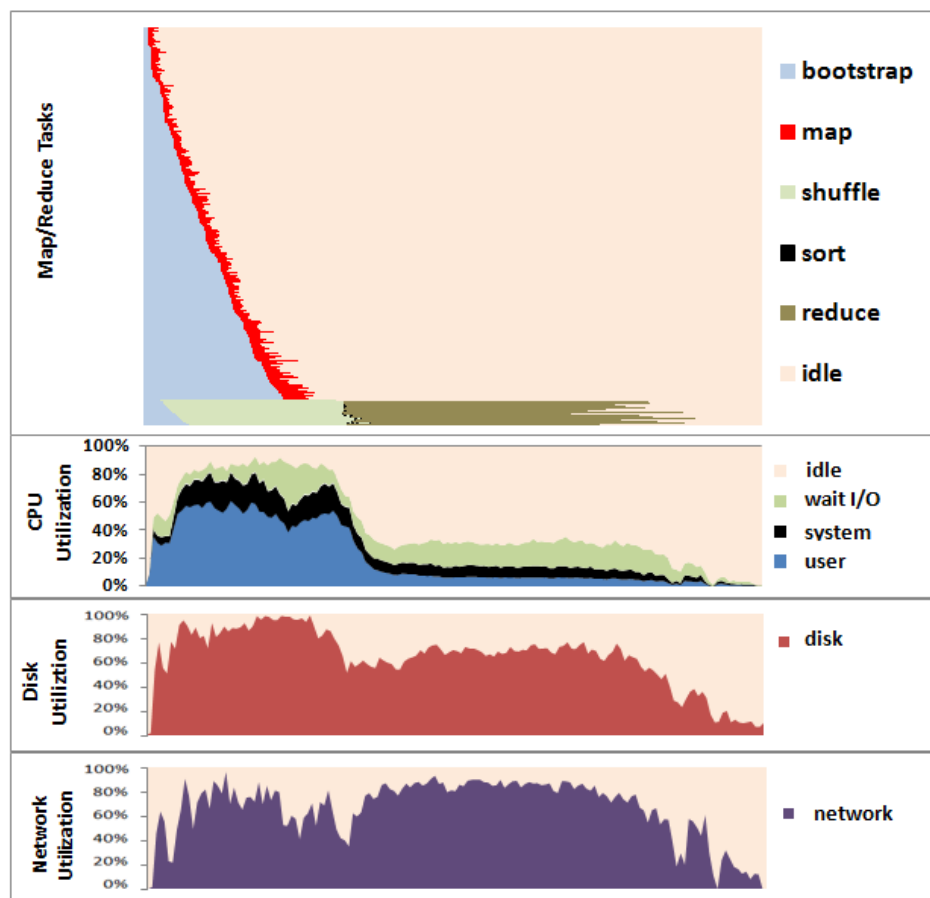 Map/Reduce Tasks
bootstrap
map
shuffle
sort
reduce
idle
CPU
Utilization
100%
80%
60%
40%
20%
0%
idle
wait I/O
system
user
Disk
Utiliztion
100%
80%
60%
40%
20%
0%
disk
Network
Utilization
100%
80%
60%
40%
20%
0%
network